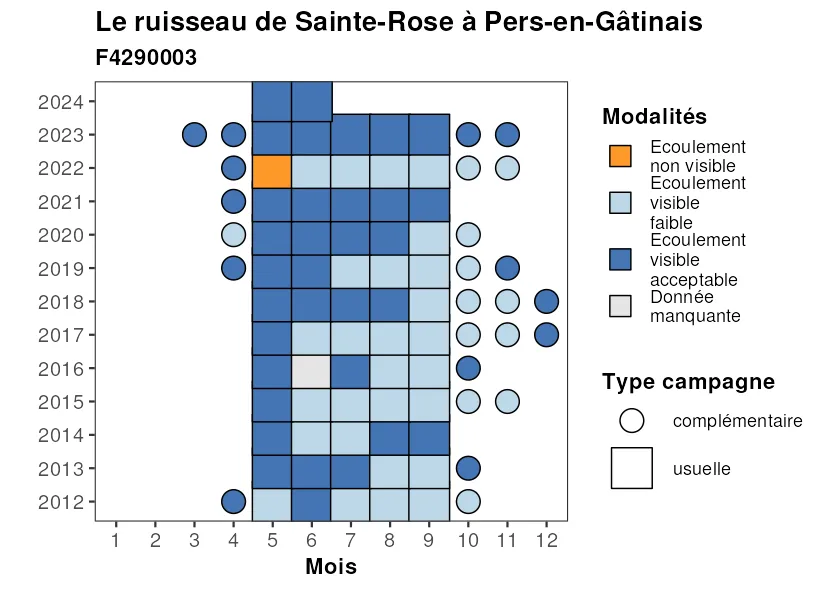 Le ruisseau de Sainte-Rose à Pers-en-Gâtinais
F4290003
2024
2023
2022
2021
2020
2019
2018
2017
2016
2015
2014
2013
2012
1 2 3 4 5 6 7 8 9 10 11 12
Mois
Modalités
Ecoulement
non visible
Ecoulement
visible
faible
Ecoulement
visible
acceptable
Donnée
manquante
Type campagne
complémentaire
usuelle